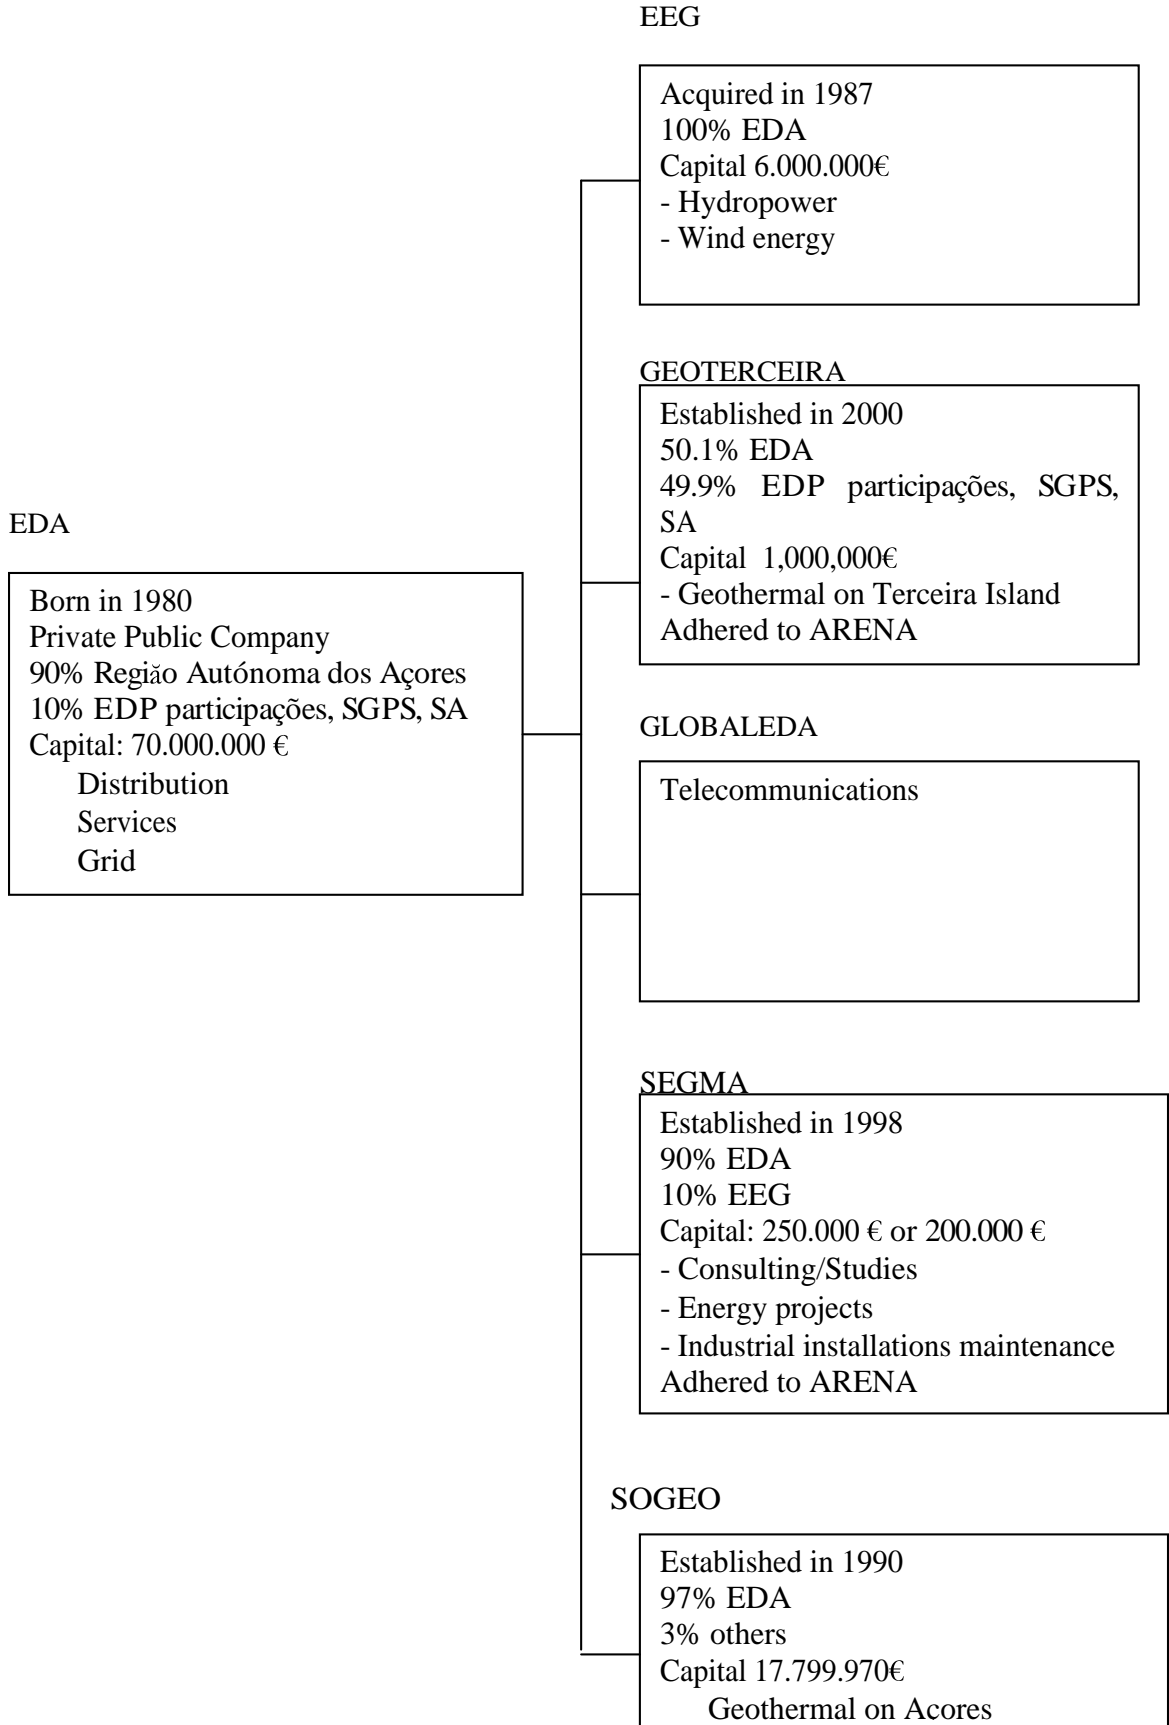 EEG
Acquired in 1987
100% EDA
Capital 6.000.000€
- Hydropower
- Wind energy
GEOTERCEIRA
Established in 2000
50.1% EDA
49.9% EDP participações, SGPS,
SA
Capital 1,000,000€
- Geothermal on Terceira Island
Adhered to ARENA
EDA
Born in 1980
Private Public Company
90% Região Autónoma dos Açores
10% EDP participações, SGPS, SA
Capital: 70.000.000 €
Distribution
Services
Grid
GLOBALEDA
Telecommunications
SEGMA
Established in 1998
90% EDA
10% EEG
Capital: 250.000 € or 200.000 €
- Consulting/Studies
- Energy projects
- Industrial installations maintenance
Adhered to ARENA
SOGEO
Established in 1990
97% EDA
3% others
Capital 17.799.970€
Geothermal on Açores